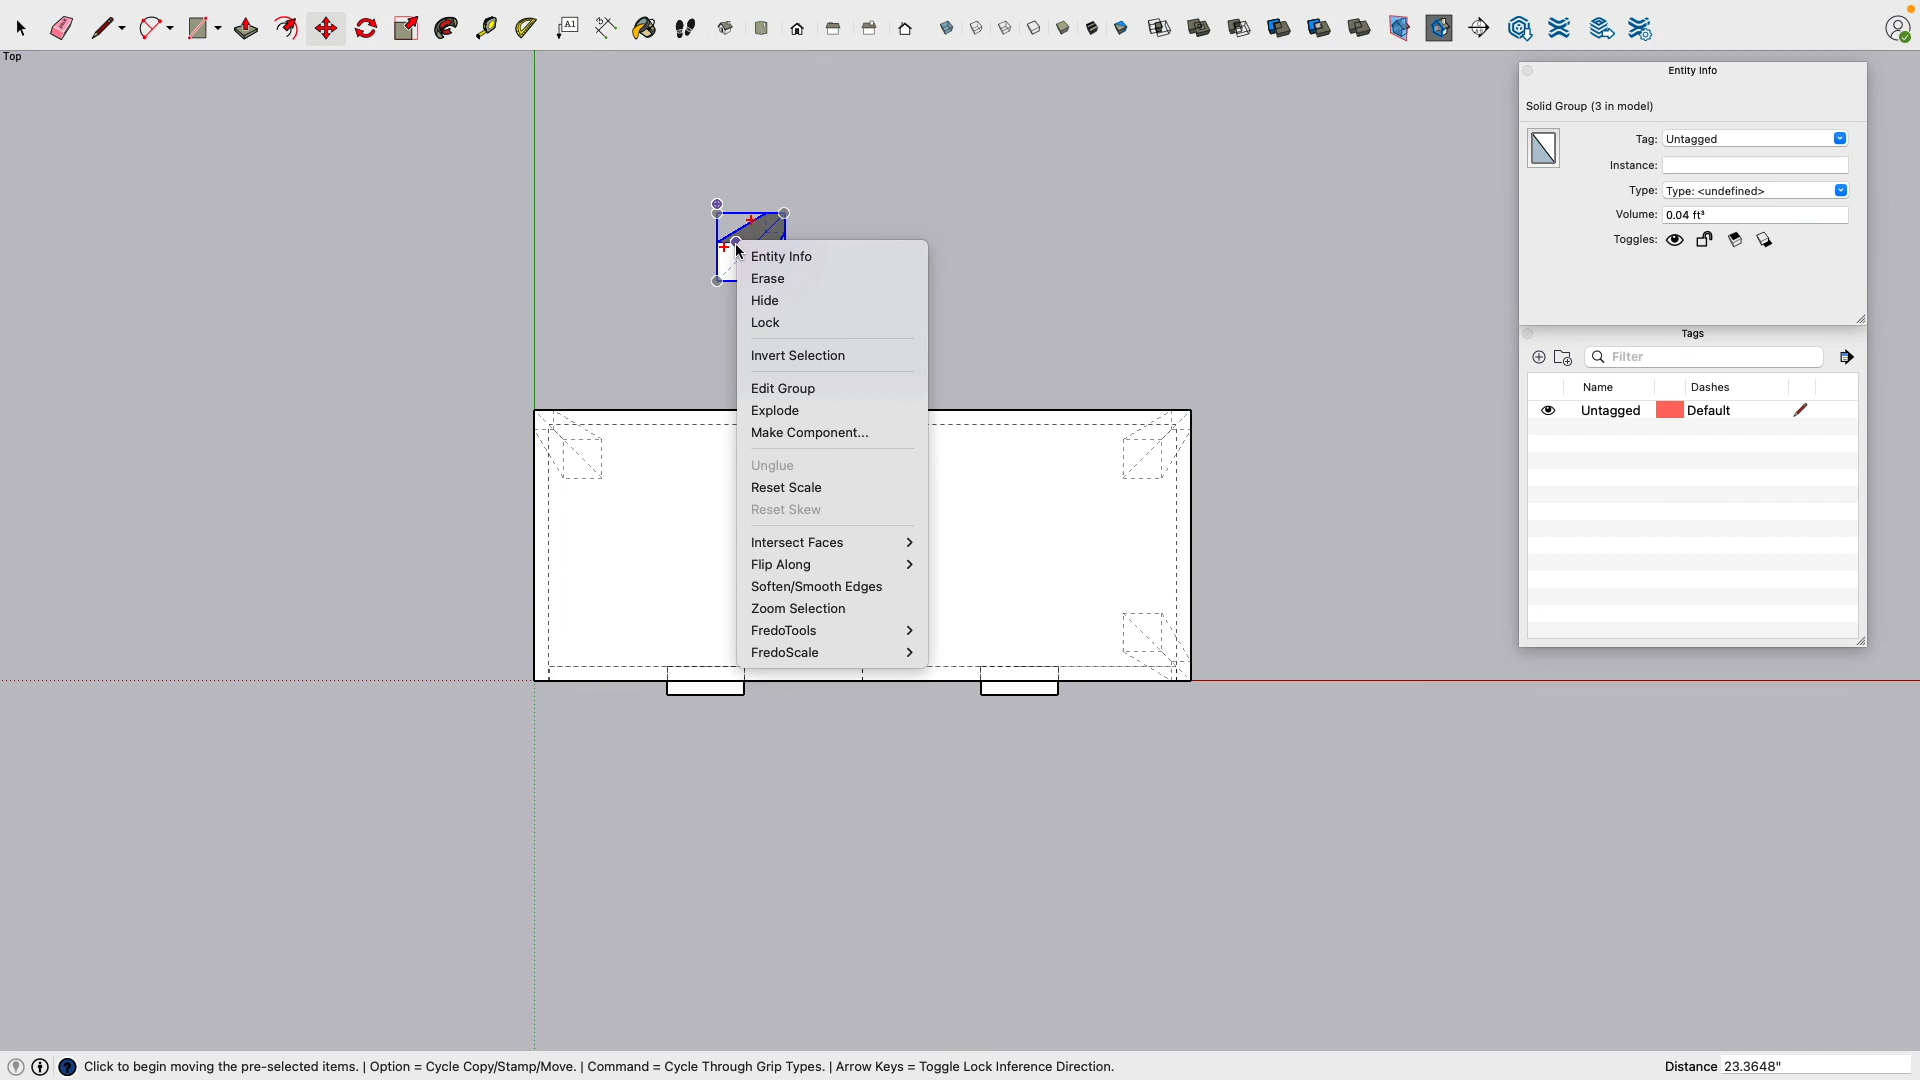 A1
Top
Entity Info
Solid Group (3 in model)
Tag: Untagged
Instance:
Type: Type: <undefined>
Volume: 0.04 ft³
Toggles:
Tags
Filter
Name Dashes
Untagged Default
Entity Info
Erase
Hide
Lock
Invert Selection
Edit Group
Explode
Make Component...
Unglue
Reset Scale
Reset Skew
Intersect Faces
Flip Along
Soften/Smooth Edges
Zoom Selection
FredoTools
FredoScale
Click to begin moving the pre-selected items. | Option = Cycle Copy/Stamp/Move. | Command = Cycle Through Grip Types. | Arrow Keys = Toggle Lock Inference Direction. Distance 23.3648"